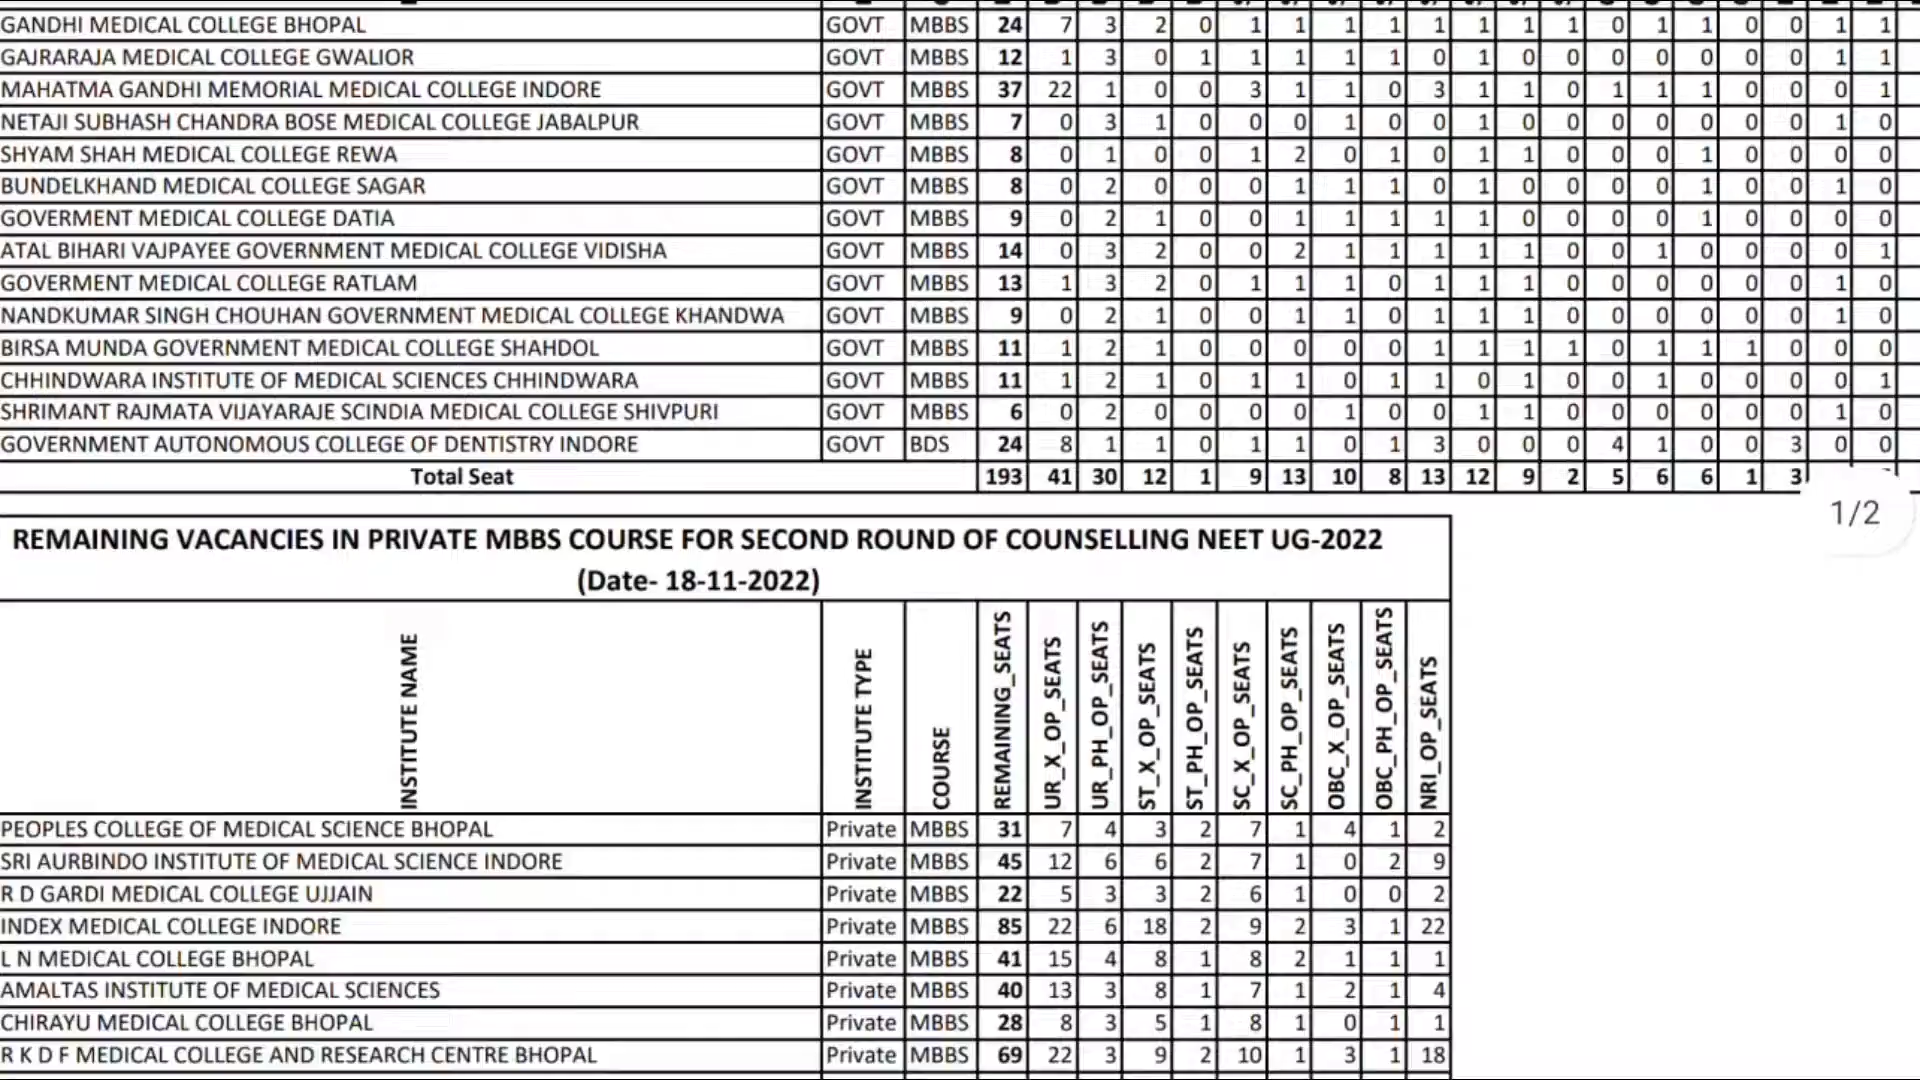 GANDHI MEDICAL COLLEGE BHOPAL GOVT MBBS 24 7 3 2 0 1 1 1 1 1 1 1 1 0 1 1 0 0 1 1
GAJRARAJA MEDICAL COLLEGE GWALIOR GOVT MBBS 12 1 3 0 1 1 1 1 1 0 1 0 0 0 0 0 0 0 1 1
MAHATMA GANDHI MEMORIAL MEDICAL COLLEGE INDORE GOVT MBBS 37 22 1 0 0 3 1 1 0 3 1 1 0 1 1 1 0 0 0 1
NETAJI SUBHASH CHANDRA BOSE MEDICAL COLLEGE JABALPUR GOVT MBBS 7 0 3 1 0 0 0 1 0 0 1 0 0 0 0 0 0 0 1 0
SHYAM SHAH MEDICAL COLLEGE REWA GOVT MBBS 8 0 1 0 0 1 2 0 1 0 1 1 0 0 0 1 0 0 0 0
BUNDELKHAND MEDICAL COLLEGE SAGAR GOVT MBBS 8 0 2 0 0 0 1 1 1 0 1 0 0 0 0 1 0 0 1 0
GOVERMENT MEDICAL COLLEGE DATIA GOVT MBBS 9 0 2 1 0 0 1 1 1 1 1 0 0 0 0 1 0 0 0 0
ATAL BIHARI VAJPAYEE GOVERNMENT MEDICAL COLLEGE VIDISHA GOVT MBBS 14 0 3 2 0 0 2 1 1 1 1 1 0 0 1 0 0 0 0 1
GOVERMENT MEDICAL COLLEGE RATLAM GOVT MBBS 13 1 3 2 0 1 1 1 0 1 1 1 0 0 0 0 0 0 1 0
NANDKUMAR SINGH CHOUHAN GOVERNMENT MEDICAL COLLEGE KHANDWA GOVT MBBS 9 0 2 1 0 0 1 1 0 1 1 1 0 0 0 0 0 0 1 0
BIRSA MUNDA GOVERNMENT MEDICAL COLLEGE SHAHDOL GOVT MBBS 11 1 2 1 0 0 0 0 0 1 1 1 1 0 1 1 1 0 0 0
CHHINDWARA INSTITUTE OF MEDICAL SCIENCES CHHINDWARA GOVT MBBS 11 1 2 1 0 1 1 0 1 1 0 1 0 0 1 0 0 0 0 1
SHRIMANT RAJMATA VIJAYARAJE SCINDIA MEDICAL COLLEGE SHIVPURI GOVT MBBS 6 0 2 0 0 0 0 1 0 0 1 1 0 0 0 0 0 0 1 0
GOVERNMENT AUTONOMOUS COLLEGE OF DENTISTRY INDORE GOVT BDS 24 8 1 1 0 1 1 0 1 3 0 0 0 4 1 0 0 3 0 0
Total Seat 193 41 30 12 1 9 13 10 8 13 12 9 2 5 6 6 1 3
1/2
REMAINING VACANCIES IN PRIVATE MBBS COURSE FOR SECOND ROUND OF COUNSELLING NEET UG-2022
(Date- 18-11-2022)
INSTITUTE NAME INSTITUTE TYPE COURSE REMAINING_SEATS UR_X_OP_SEATS UR_PH_OP_SEATS ST_X_OP_SEATS ST_PH_OP_SEATS SC_X_OP_SEATS SC_PH_OP_SEATS OBC_X_OP_SEATS OBC_PH_OP_SEATS NRI_OP_SEATS
PEOPLES COLLEGE OF MEDICAL SCIENCE BHOPAL Private MBBS 31 7 4 3 2 7 1 4 1 2
SRI AURBINDO INSTITUTE OF MEDICAL SCIENCE INDORE Private MBBS 45 12 6 6 2 7 1 0 2 9
R D GARDI MEDICAL COLLEGE UJJAIN Private MBBS 22 5 3 3 2 6 1 0 0 2
INDEX MEDICAL COLLEGE INDORE Private MBBS 85 22 6 18 2 9 2 3 1 22
L N MEDICAL COLLEGE BHOPAL Private MBBS 41 15 4 8 1 8 2 1 1 1
AMALTAS INSTITUTE OF MEDICAL SCIENCES Private MBBS 40 13 3 8 1 7 1 2 1 4
CHIRAYU MEDICAL COLLEGE BHOPAL Private MBBS 28 8 3 5 1 8 1 0 1 1
R K D F MEDICAL COLLEGE AND RESEARCH CENTRE BHOPAL Private MBBS 69 22 3 9 2 10 1 3 1 18